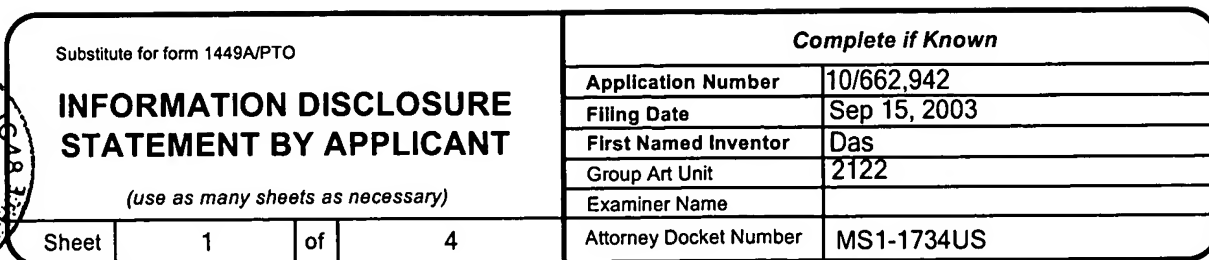 Substitute for form 1449A/PTO
INFORMATION DISCLOSURE
STATEMENT BY APPLICANT
(use as many sheets as necessary)
Sheet 1 of 4
Complete if Known
Application Number 10/662,942
Filing Date Sep 15, 2003
First Named Inventor Das
Group Art Unit 2122
Examiner Name
Attorney Docket Number MS1-1734US